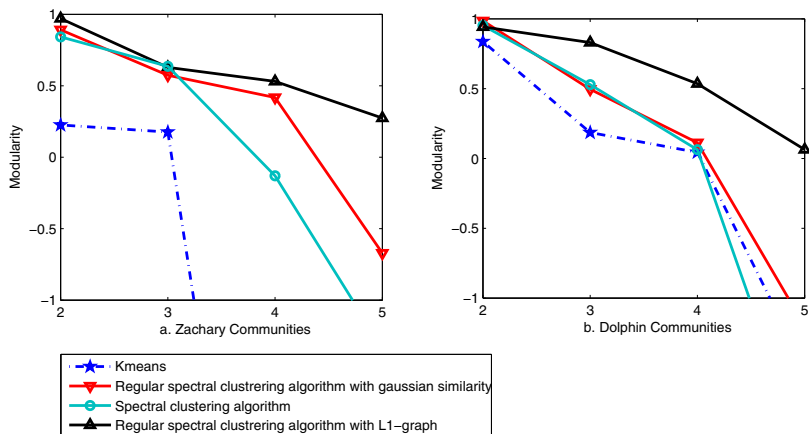 1
0.5
0
−0.5
−1
Modularity
2
3
4
5
a. Zachary Communities
1
0.5
0
−0.5
−1
Modularity
2
3
4
5
b. Dolphin Communities
Kmeans
Regular spectral clustrering algorithm with gaussian similarity
Spectral clustering algorithm
Regular spectral clustrering algorithm with L1−graph